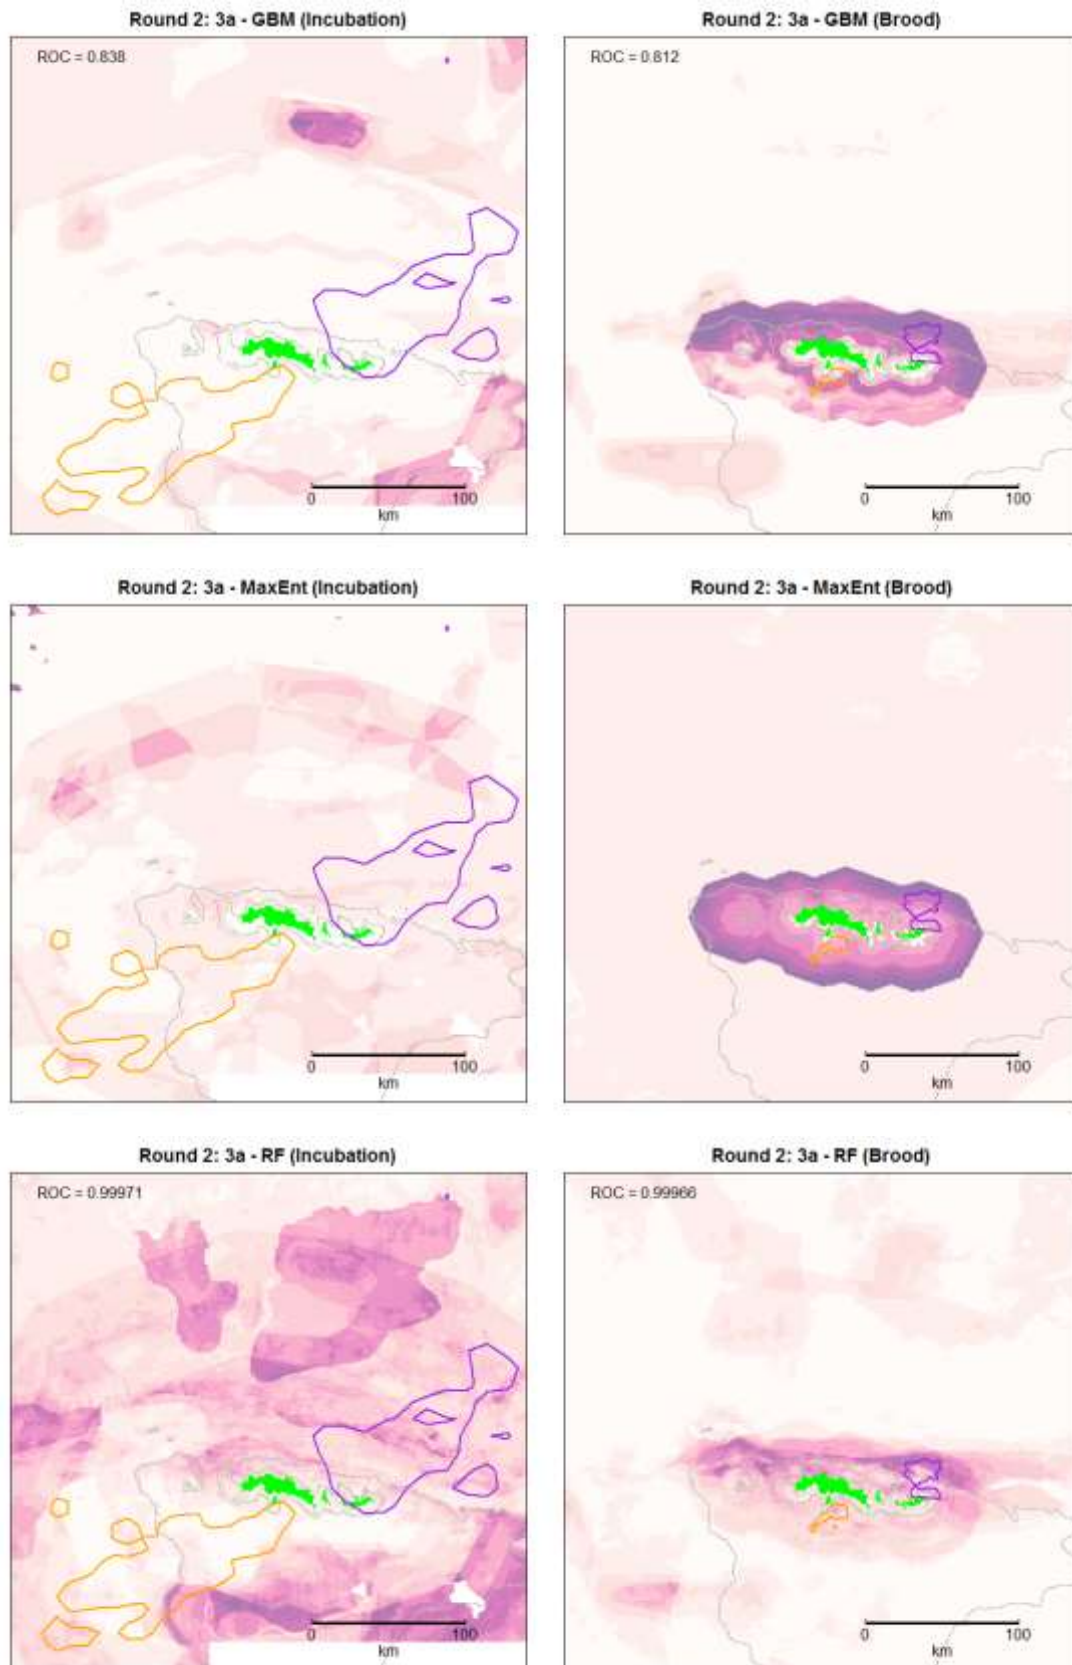 Round 2: 3a - GBM (Incubation)
ROC = 0.838
0 100
km
Round 2: 3a - GBM (Brood)
ROC = 0.812
0 100
km
Round 2: 3a - MaxEnt (Incubation)
0 100
km
Round 2: 3a - MaxEnt (Brood)
0 100
km
Round 2: 3a - RF (Incubation)
ROC = 0.99971
0 100
km
Round 2: 3a - RF (Brood)
ROC = 0.99966
0 100
km